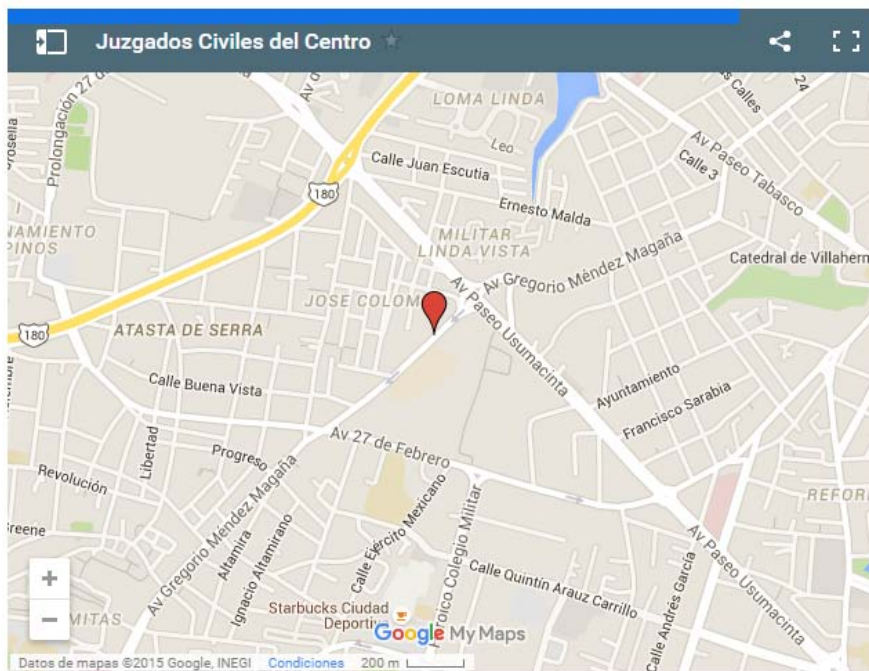 Juzgados Civiles del Centro
LOMA LINDA
Leo
Calle Juan Escutia
Ernesto Malda
Av Paseo Tabasco
Calle 3
24
Calles
Prolongación 27 de
180
MILITAR
LINDA VISTA
Av Gregorio Méndez Magaña
Catedral de Villaherm
NAMIENTO
PINOS
JOSE COLOM
Av Paseo Usumacinta
180
ATASTA DE SERRA
Calle Buena Vista
Ayuntamiento
Francisco Sarabia
Av 27 de Febrero
Libertad
Progreso
Revolución
REFOR
Greene
Av Gregorio Méndez Magaña
Altamira
Ignacio Altamirano
Calle Ejército Mexicano
Heroico Colegio Militar
Calle Quintín Arauz Carrillo
Calle Andrés García
Av Paseo Usumacinta
+
−
MITAS
Starbucks Ciudad
Deportiva
Google My Maps
Datos de mapas ©2015 Google, INEGI
Condiciones
200 m